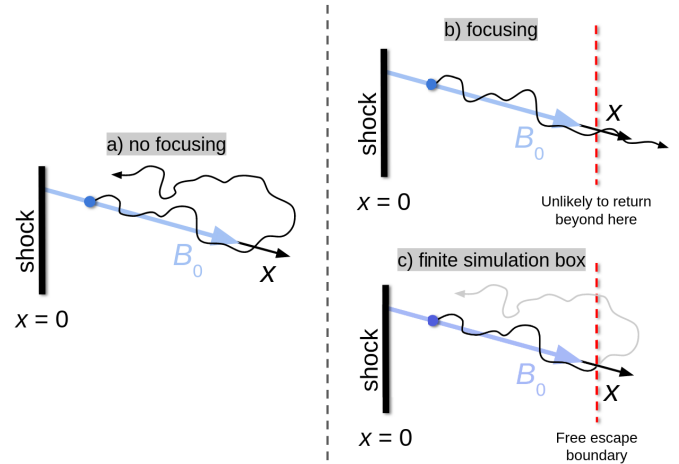 a) no focusing
shock
B0
x
x = 0
b) focusing
shock
B0
x
x = 0
Unlikely to return
beyond here
c) finite simulation box
shock
B0
x
x = 0
Free escape
boundary